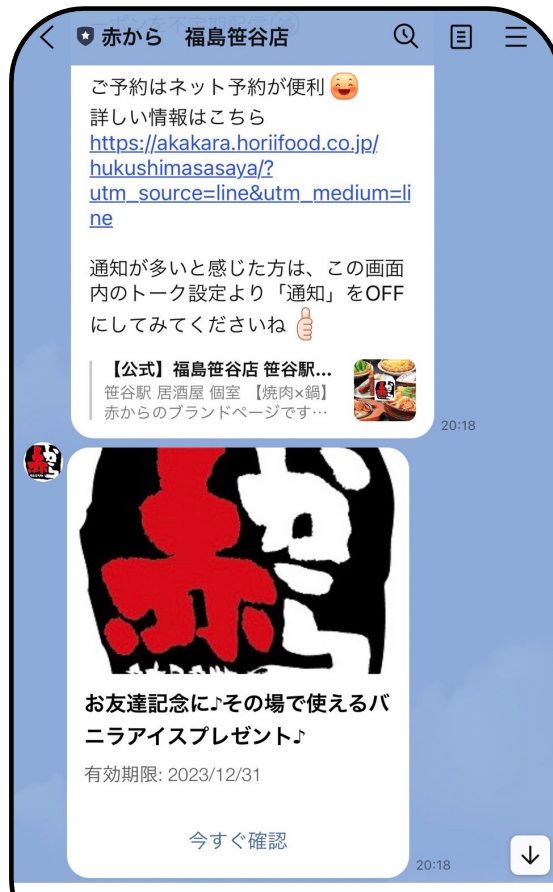 赤から 福島笹谷店
ご予約はネット予約が便利
詳しい情報はこちら
https://akakara.horiifood.co.jp/
hukushimasasaya/?
utm_source=line&utm_medium=li
ne
通知が多いと感じた方は、この画面
内のトーク設定より「通知」をOFF
にしてみてくださいね
【公式】福島笹谷店 笹谷駅...
笹谷駅 居酒屋 個室 【焼肉×鍋】
赤からのブランドページです…
20:18
赤から
お友達記念に♪その場で使えるバ
ニラアイスプレゼント♪
有効期限: 2023/12/31
今すぐ確認
20:18